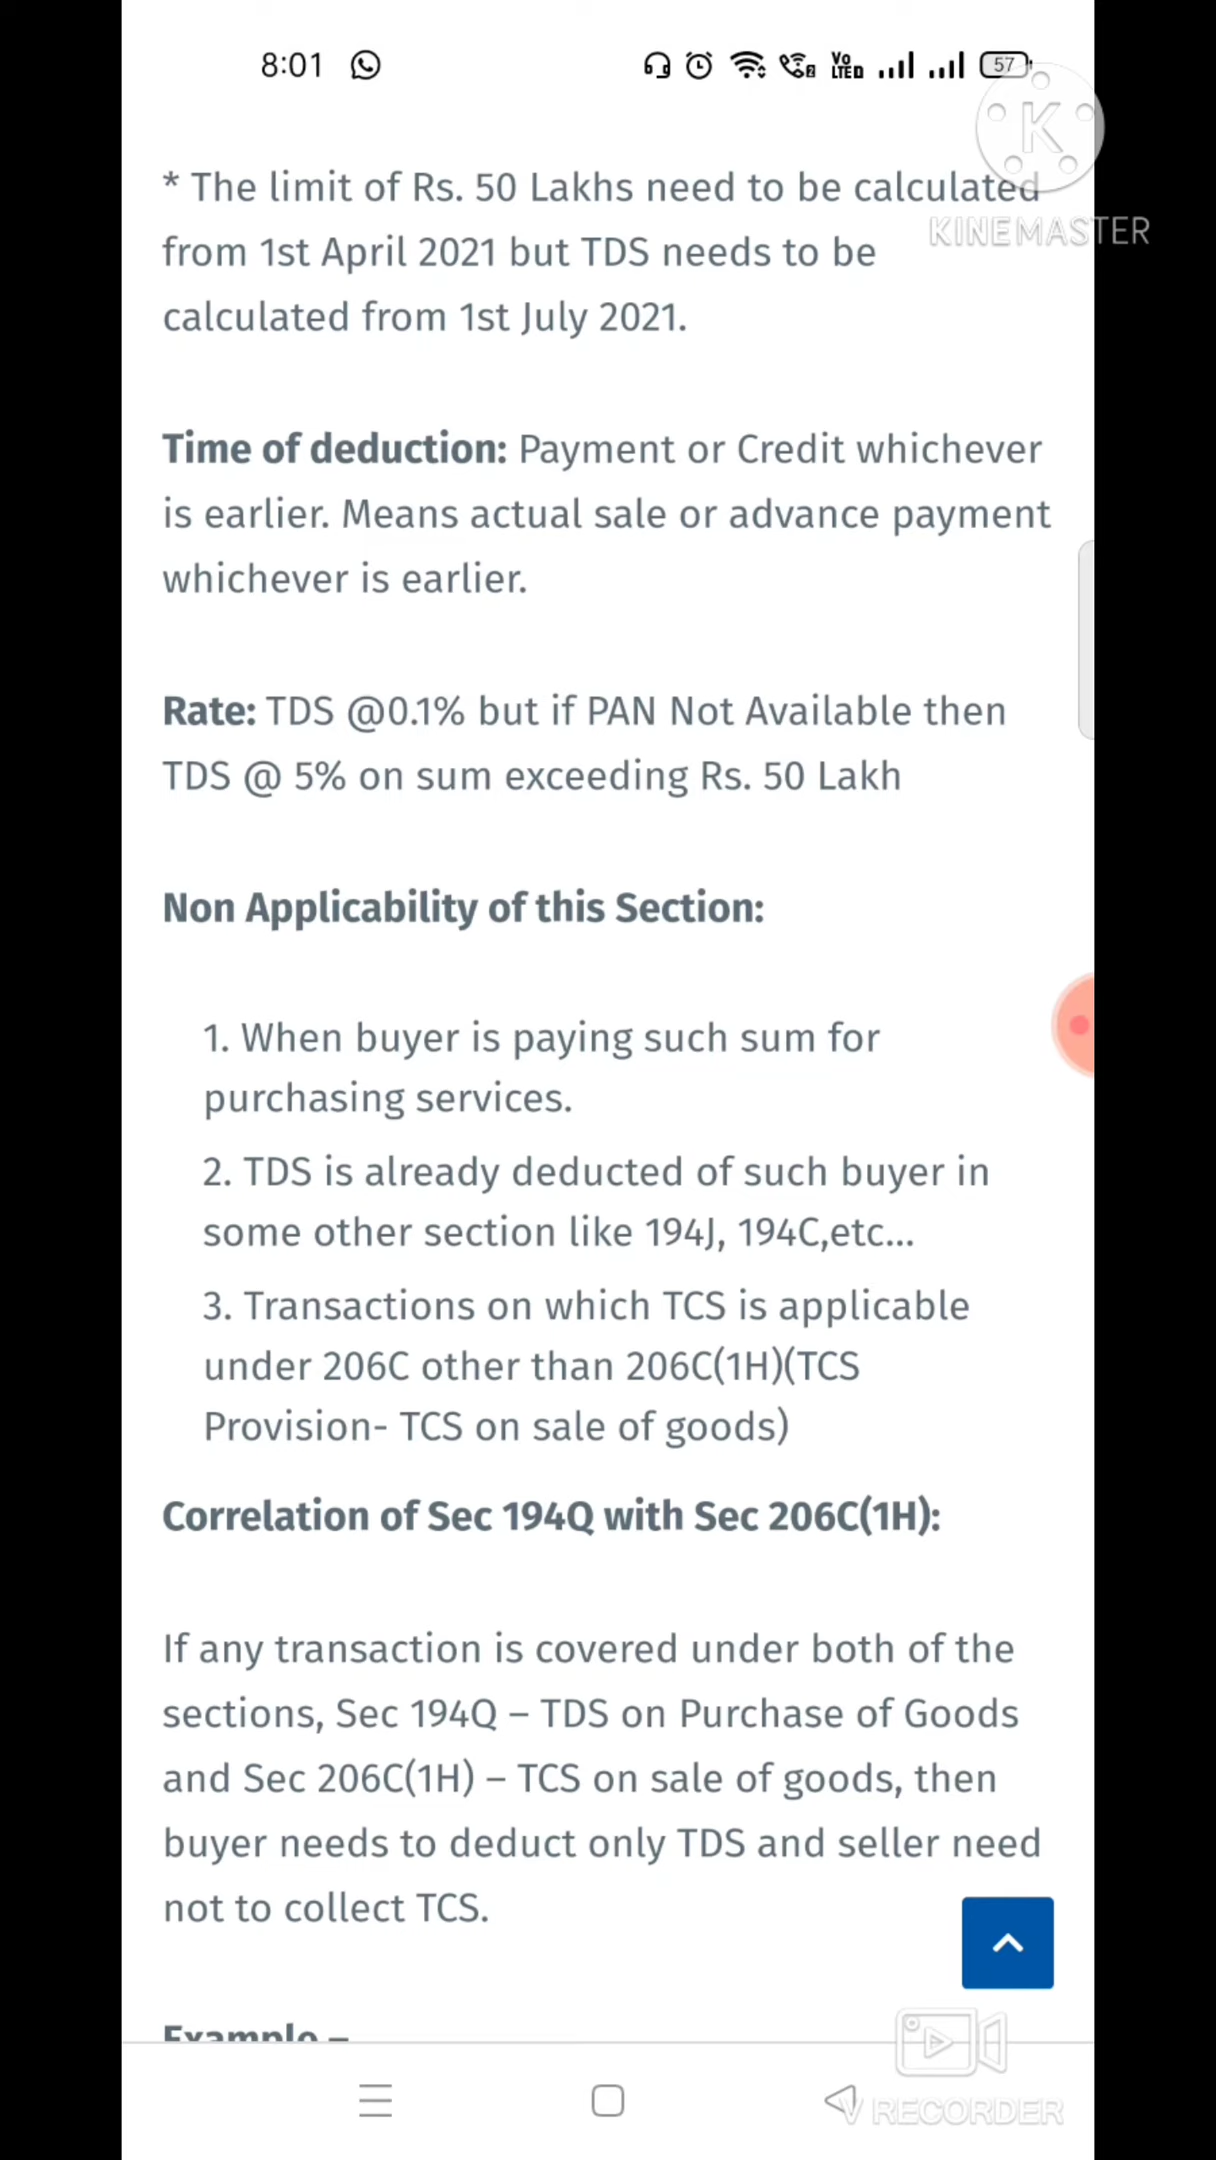 8:01
Vo
LTE
57
K
KINEMASTER
* The limit of Rs. 50 Lakhs need to be calculated
from 1st April 2021 but TDS needs to be
calculated from 1st July 2021.
Time of deduction: Payment or Credit whichever
is earlier. Means actual sale or advance payment
whichever is earlier.
Rate: TDS @0.1% but if PAN Not Available then
TDS @ 5% on sum exceeding Rs. 50 Lakh
Non Applicability of this Section:
1. When buyer is paying such sum for
purchasing services.
2. TDS is already deducted of such buyer in
some other section like 194J, 194C,etc...
3. Transactions on which TCS is applicable
under 206C other than 206C(1H)(TCS
Provision- TCS on sale of goods)
Correlation of Sec 194Q with Sec 206C(1H):
If any transaction is covered under both of the
sections, Sec 194Q – TDS on Purchase of Goods
and Sec 206C(1H) – TCS on sale of goods, then
buyer needs to deduct only TDS and seller need
not to collect TCS.
Example –
V RECORDER